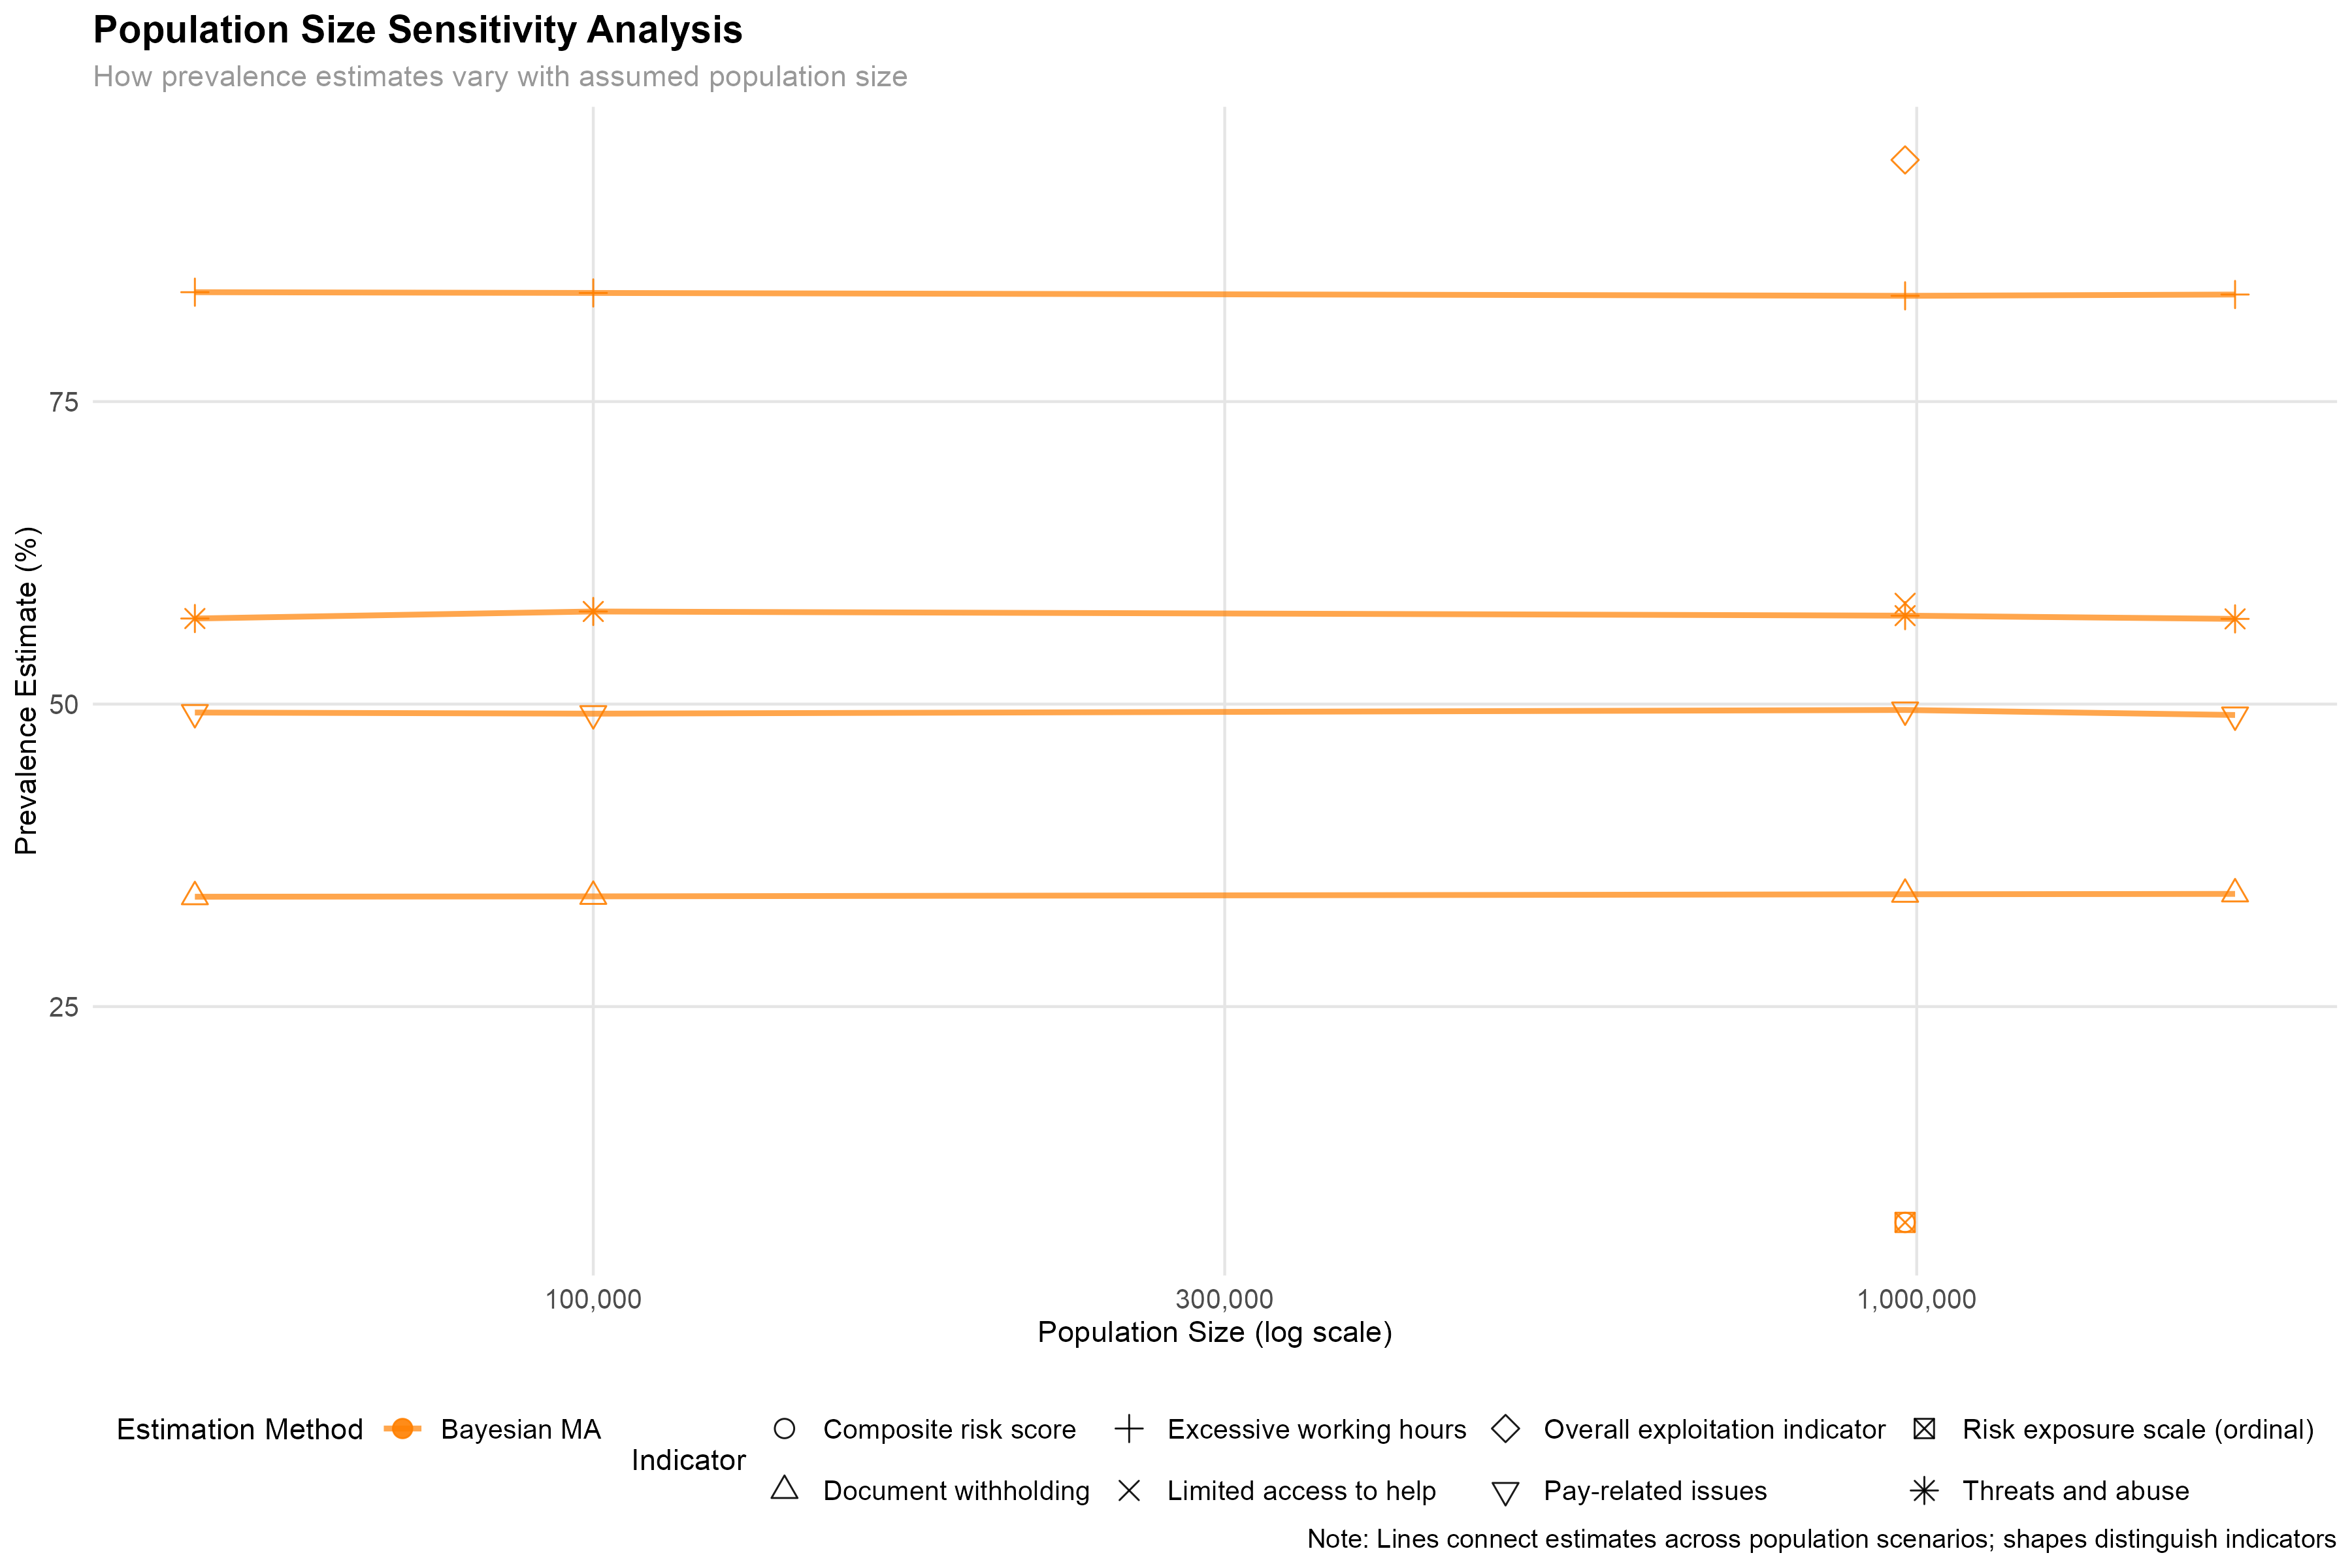 Population Size Sensitivity Analysis
How prevalence estimates vary with assumed population size
Prevalence Estimate (%)
75
50
25
100,000 300,000 1,000,000
Population Size (log scale)
Estimation Method Bayesian MA
Indicator
Composite risk score Excessive working hours Overall exploitation indicator Risk exposure scale (ordinal)
Document withholding Limited access to help Pay-related issues Threats and abuse
Note: Lines connect estimates across population scenarios; shapes distinguish indicators